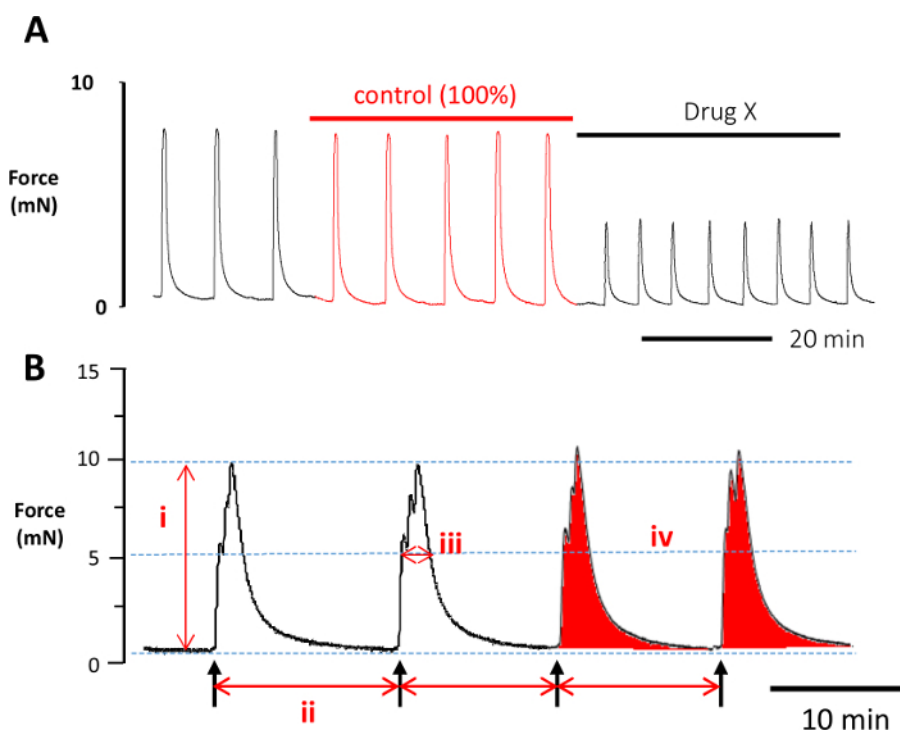 A
10
control (100%)
Drug X
Force
(mN)
0
20 min
B
15
10
Force
(mN)
i
iii
iv
5
0
ii
10 min